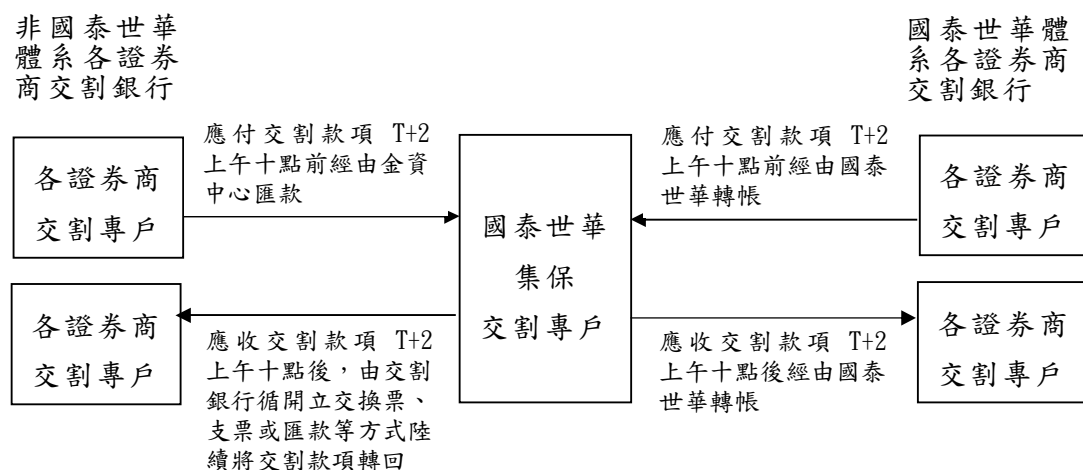 非國泰世華
體系各證券
商交割銀行
國泰世華體
系各證券商
交割銀行
各證券商
交割專戶
應付交割款項 T+2
上午十點前經由金資
中心匯款
國泰世華
集保
交割專戶
應付交割款項 T+2
上午十點前經由國泰
世華轉帳
各證券商
交割專戶
各證券商
交割專戶
應收交割款項 T+2
上午十點後，由交割
銀行循開立交換票、
支票或匯款等方式陸
續將交割款項轉回
應收交割款項 T+2
上午十點後經由國泰
世華轉帳
各證券商
交割專戶